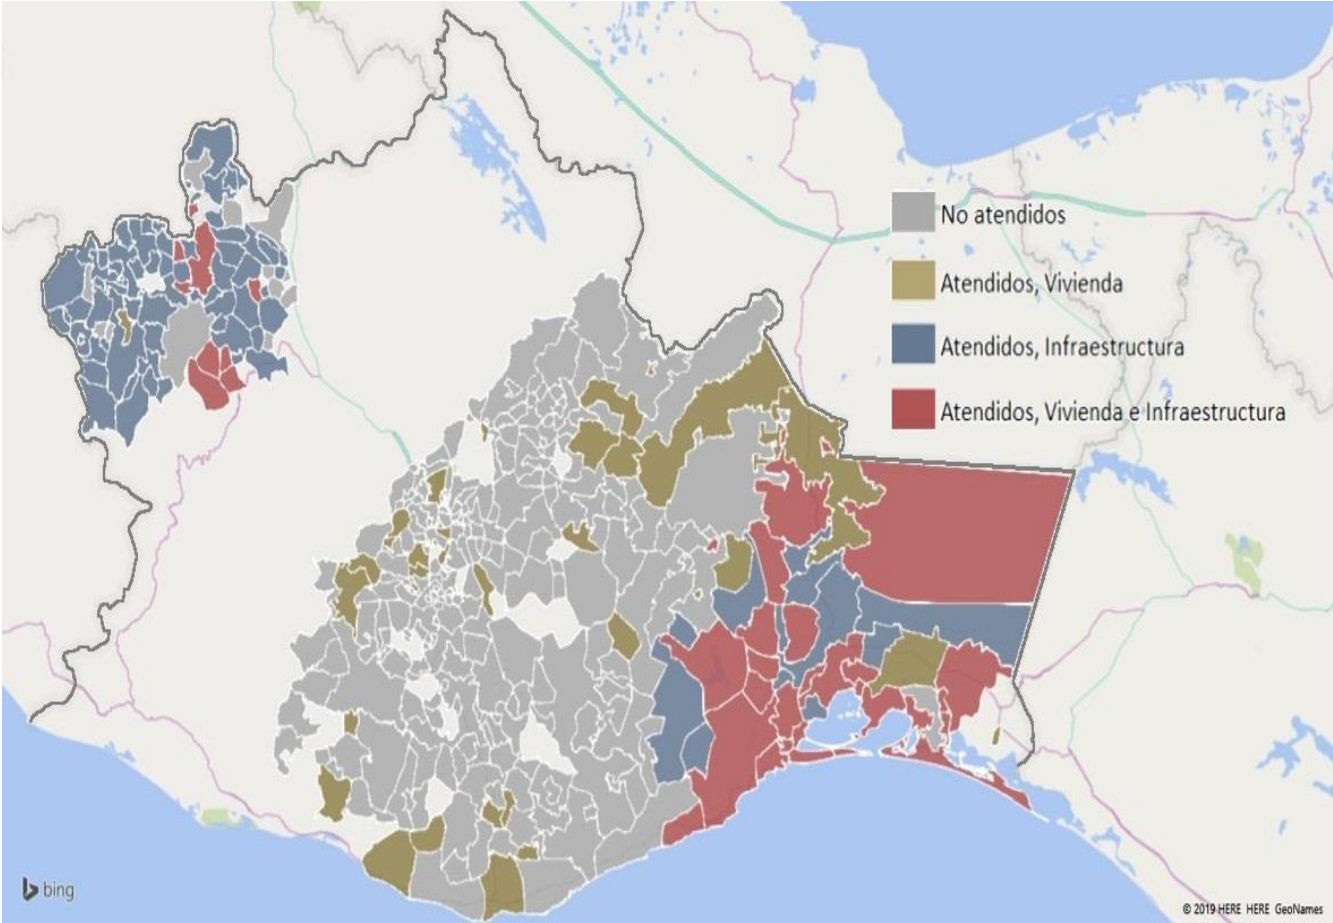 No atendidos
Atendidos, Vivienda
Atendidos, Infraestructura
Atendidos, Vivienda e Infraestructura
bing
© 2019 HERE HERE GeoNames